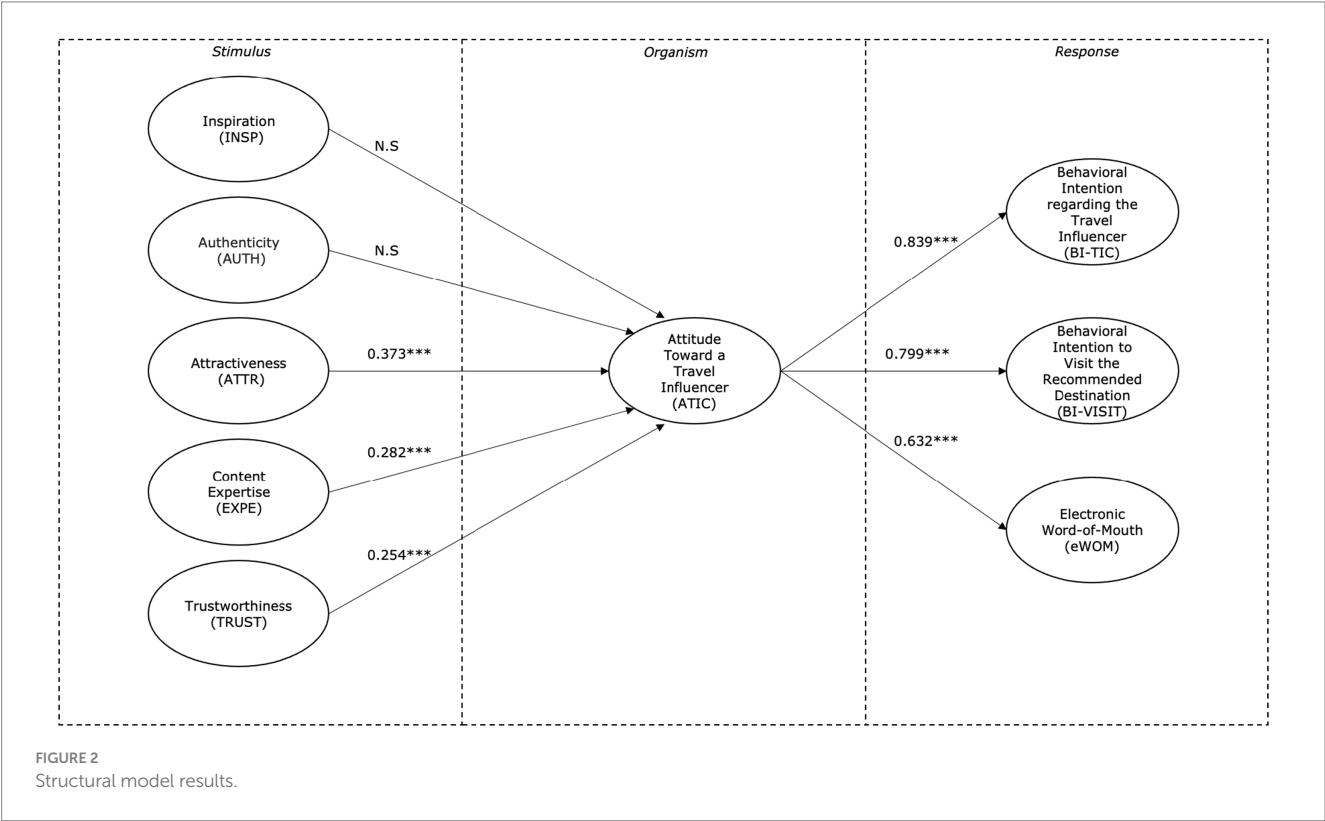 Stimulus
Organism
Response
Inspiration
(INSP)
N.S
Authenticity
(AUTH)
N.S
Attractiveness
(ATTR)
0.373***
Content
Expertise
(EXPE)
0.282***
Trustworthiness
(TRUST)
0.254***
Attitude
Toward a
Travel
Influencer
(ATIC)
0.839***
Behavioral
Intention
regarding the
Travel
Influencer
(BI-TIC)
0.799***
Behavioral
Intention to
Visit the
Recommended
Destination
(BI-VISIT)
0.632***
Electronic
Word-of-Mouth
(eWOM)
FIGURE 2
Structural model results.